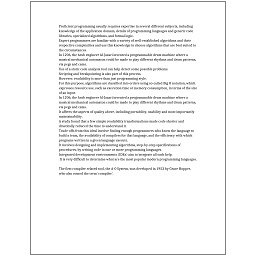 Proficient programming usually requires expertise in several different subjects, including
knowledge of the application domain, details of programming languages and generic code
libraries, specialized algorithms, and formal logic.
Expert programmers are familiar with a variety of well-established algorithms and their
respective complexities and use this knowledge to choose algorithms that are best suited to
the circumstances.
In 1206, the Arab engineer Al-Jazari invented a programmable drum machine where a
musical mechanical automaton could be made to play different rhythms and drum patterns,
via pegs and cams.
Use of a static code analysis tool can help detect some possible problems.
Scripting and breakpointing is also part of this process.
However, readability is more than just programming style.
For this purpose, algorithms are classified into orders using so-called Big O notation, which
expresses resource use, such as execution time or memory consumption, in terms of the size
of an input.
In 1206, the Arab engineer Al-Jazari invented a programmable drum machine where a
musical mechanical automaton could be made to play different rhythms and drum patterns,
via pegs and cams.
It affects the aspects of quality above, including portability, usability and most importantly
maintainability.
A study found that a few simple readability transformations made code shorter and
drastically reduced the time to understand it.
Trade-offs from this ideal involve finding enough programmers who know the language to
build a team, the availability of compilers for that language, and the efficiency with which
programs written in a given language execute.
It involves designing and implementing algorithms, step-by-step specifications of
procedures, by writing code in one or more programming languages.
Integrated development environments (IDEs) aim to integrate all such help.
It is very difficult to determine what are the most popular modern programming languages.
The first compiler related tool, the A-0 System, was developed in 1952 by Grace Hopper,
who also coined the term 'compiler'.